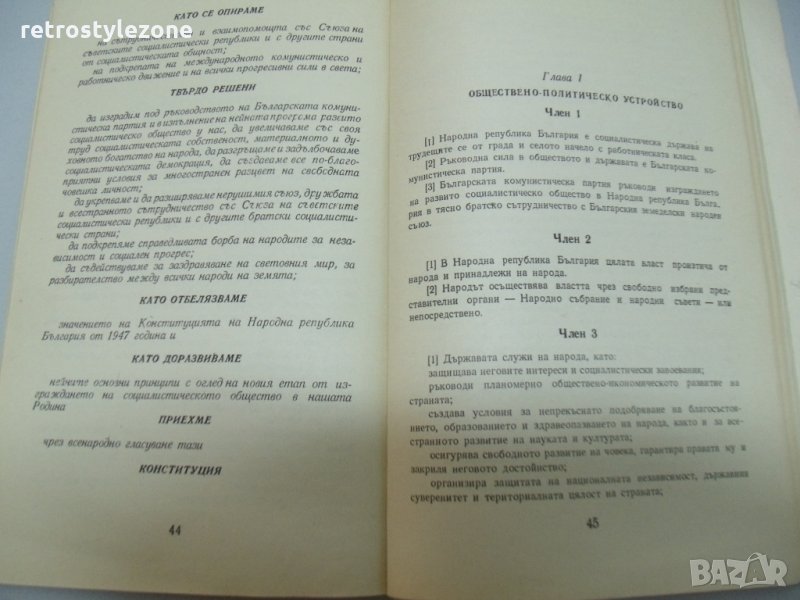 retrostylezone
КАТО СЕ ОПИРАМЕ
на сътрудничеството и взаимопомощта със Съюза на
съветските социалистически републики и с другите страни
от социалистическата общност;
на подкрепата на международното комунистическо и
работническо движение и на всички прогресивни сили в света;
ТВЪРДО РЕШЕНИ
да изградим под ръководството на Българската комуни-
стическа партия и в изпълнение на нейната програма развито
социалистическо общество у нас, да увеличаваме със своя
труд социалистическата собственост, материалното и ду-
ховното богатство на народа, да разгръщаме и задълбочаваме
социалистическата демокрация, да създаваме все по-благо-
приятни условия за многостранен разцвет на свободната
човешка личност;
да укрепваме и да разширяваме нерушимия съюз, дружбата
и всестранното сътрудничество със Съюза на съветските
социалистически републики и с другите братски социалисти-
чески страни;
да подкрепяме справедливата борба на народите за неза-
висимост и социален прогрес;
да съдействуваме за заздравяване на световния мир, за
разбирателство между всички народи на земята;
КАТО ОТБЕЛЯЗВАМЕ
значението на Конституцията на Народна република
България от 1947 година и
КАТО ДОРАЗВИВАМЕ
нейните основни принципи с оглед на новия етап от из-
граждането на социалистическото общество в нашата
Родина
ПРИЕХМЕ
чрез всенародно гласуване тази
КОНСТИТУЦИЯ
44
Глава I
ОБЩЕСТВЕНО-ПОЛИТИЧЕСКО УСТРОЙСТВО
Член 1
[1] Народна република България е социалистическа държава на
трудещите се от града и селото начело с работническата класа.
[2] Ръководна сила в обществото и държавата е Българската ко-
мунистическа партия.
[3] Българската комунистическа партия ръководи изграждането
на развито социалистическо общество в Народна република Бълга-
рия в тясно братско сътрудничество с Българския земеделски народен
съюз.
Член 2
[1] В Народна република България цялата власт произтича от
народа и принадлежи на народа.
[2] Народът осъществява властта чрез свободно избрани пред-
ставителни органи — Народно събрание и народни съвети — или
непосредствено.
Член 3
[1] Държавата служи на народа, като:
защищава неговите интереси и социалистически завоевания;
ръководи планомерно обществено-икономическото развитие на
страната;
създава условия за непрекъснато подобряване на благосъстоя-
нието, образованието и здравеопазването на народа, както и за все-
странното развитие на науката и културата;
осигурява свободното развитие на човека, гарантира правата му и
закриля неговото достойнство;
организира защитата на националната независимост, държавния
суверенитет и териториалната цялост на страната;
45
BAZAR